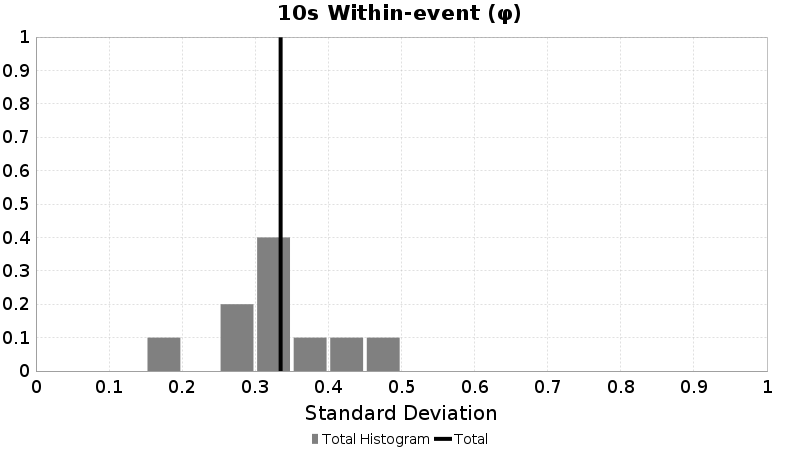 10s Within-event (φ)
1
0.9
0.8
0.7
0.6
0.5
0.4
0.3
0.2
0.1
0
0 0.1 0.2 0.3 0.4 0.5 0.6 0.7 0.8 0.9 1
Standard Deviation
Total Histogram Total